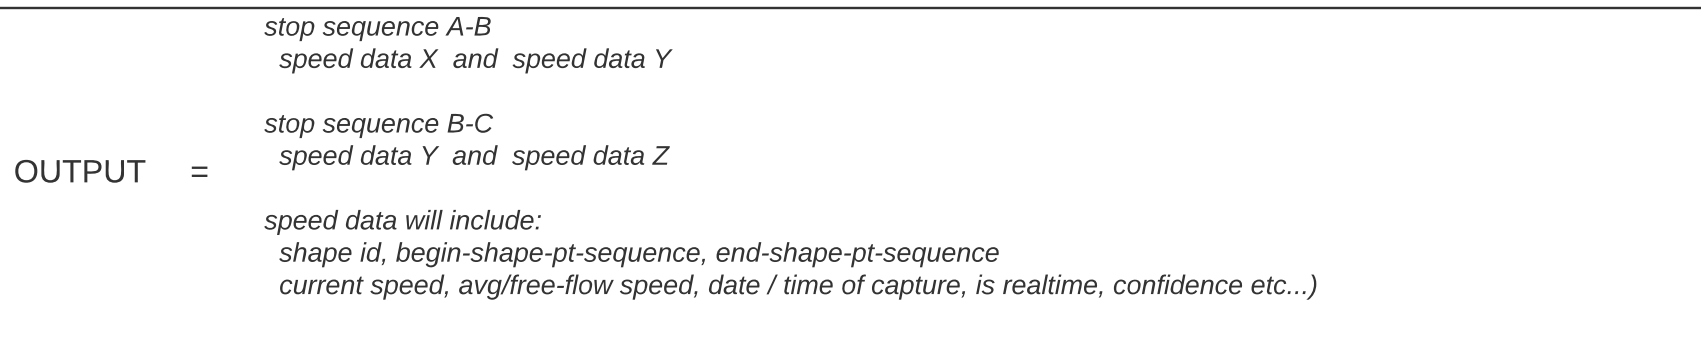 stop sequence A-B
speed data X and speed data Y
stop sequence B-C
speed data Y and speed data Z
OUTPUT =
speed data will include:
shape id, begin-shape-pt-sequence, end-shape-pt-sequence
current speed, avg/free-flow speed, date / time of capture, is realtime, confidence etc...)